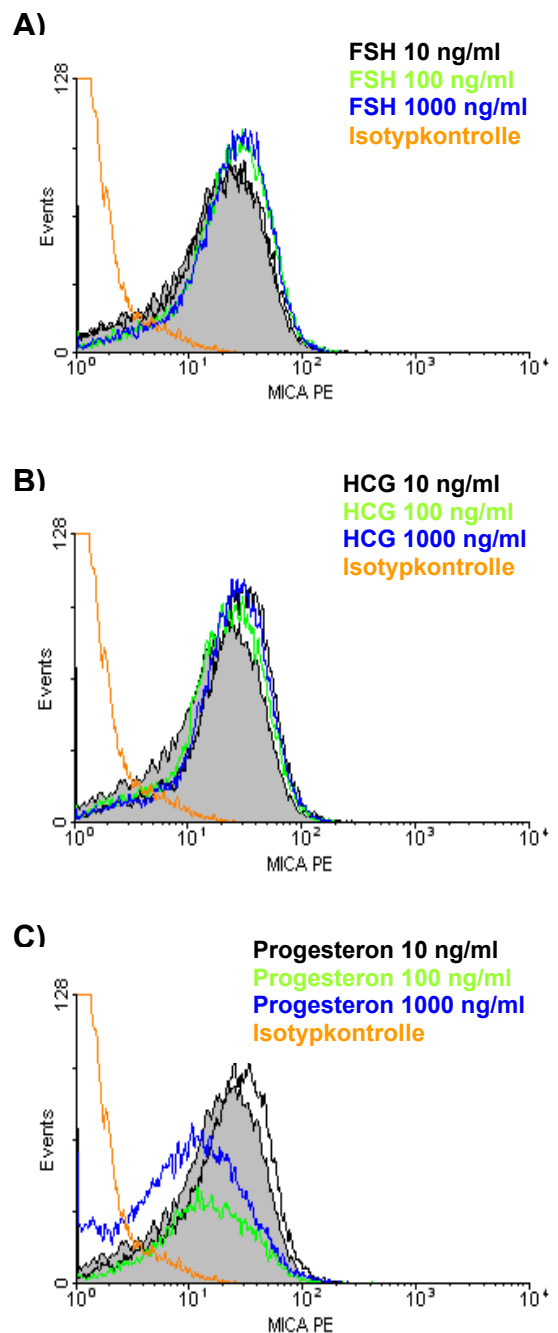 A)
FSH 10 ng/ml
FSH 100 ng/ml
FSH 1000 ng/ml
Isotypkontrolle
128
Events
0
10⁰ 10¹ 10² 10³ 10⁴
MICA PE
B)
HCG 10 ng/ml
HCG 100 ng/ml
HCG 1000 ng/ml
Isotypkontrolle
128
Events
0
10⁰ 10¹ 10² 10³ 10⁴
MICA PE
C)
Progesteron 10 ng/ml
Progesteron 100 ng/ml
Progesteron 1000 ng/ml
Isotypkontrolle
128
Events
0
10⁰ 10¹ 10² 10³ 10⁴
MICA PE